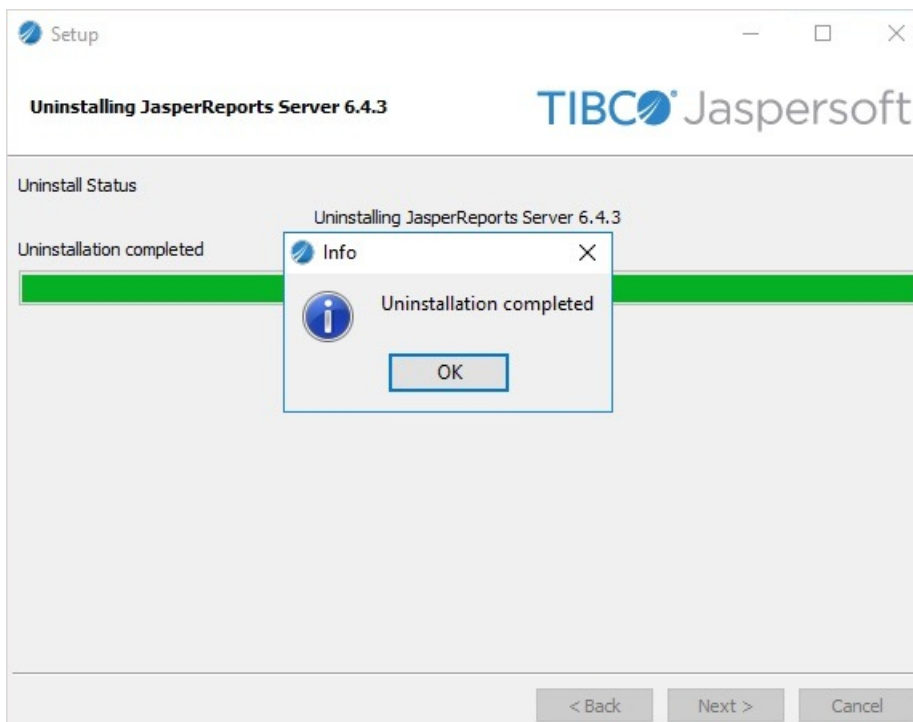 Setup
Uninstalling JasperReports Server 6.4.3
TIBCO® Jaspersoft
Uninstall Status
Uninstalling JasperReports Server 6.4.3
Uninstallation completed
Info
Uninstallation completed
OK
< Back
Next >
Cancel